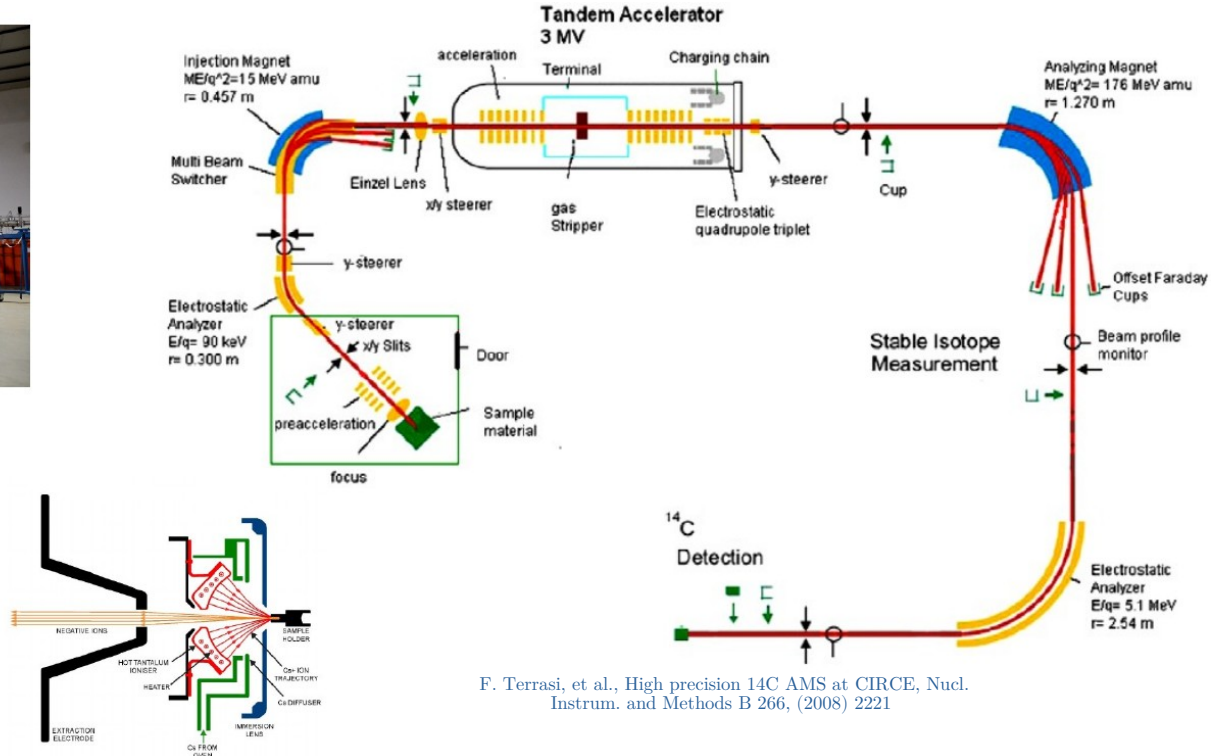 Tandem Accelerator
3 MV
acceleration
Terminal
Charging chain
Injection Magnet
ME/q^2=15 MeV amu
r= 0.457 m
Analyzing Magnet
ME/q^2= 176 MeV amu
r= 1.270 m
Multi Beam
Switcher
Einzel Lens
x/y steerer
gas
Stripper
Electrostatic
quadrupole triplet
y-steerer
Cup
y-steerer
Offset Faraday
Cups
Electrostatic
Analyzer
E/q= 90 keV
r= 0.300 m
y-steerer
x/y Slits
Door
Stable Isotope
Measurement
Beam profile
monitor
preacceleration
Sample
material
focus
14C
Detection
Electrostatic
Analyzer
E/q= 5.1 MeV
r= 2.54 m
NEGATIVE IONS
SAMPLE
HOLDER
HOT TANTALUM
IONISER
HEATER
Cs+ ION
TRAJECTORY
Cs DIFFUSER
IMMERSION
LENS
EXTRACTION
ELECTRODE
Cs FROM
OVEN
F. Terrasi, et al., High precision 14C AMS at CIRCE, Nucl.
Instrum. and Methods B 266, (2008) 2221